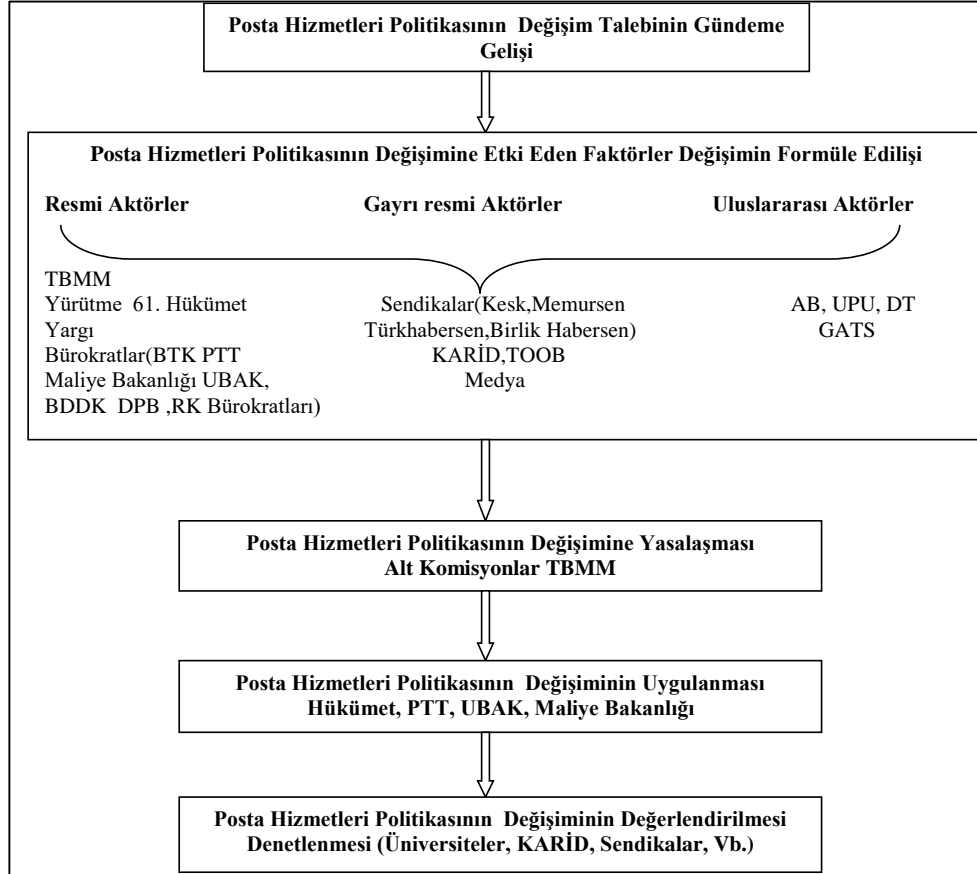 Posta Hizmetleri Politikasının Değişim Talebinin Gündeme
Gelişi
Posta Hizmetleri Politikasının Değişimine Etki Eden Faktörler Değişimin Formüle Edilişi
Resmi Aktörler
Gayrı resmi Aktörler
Uluslararası Aktörler
TBMM
Yürütme 61. Hükümet
Yargı
Bürokratlar(BTK PTT
Maliye Bakanlığı UBAK,
BDDK DPB ,RK Bürokratları)
Sendikalar(Kesk,Memursen
Türkhabersen,Birlik Habersen)
KARİD,TOOB
Medya
AB, UPU, DT
GATS
Posta Hizmetleri Politikasının Değişimine Yasalaşması
Alt Komisyonlar TBMM
Posta Hizmetleri Politikasının Değişiminin Uygulanması
Hükümet, PTT, UBAK, Maliye Bakanlığı
Posta Hizmetleri Politikasının Değişiminin Değerlendirilmesi
Denetlenmesi (Üniversiteler, KARİD, Sendikalar, Vb.)